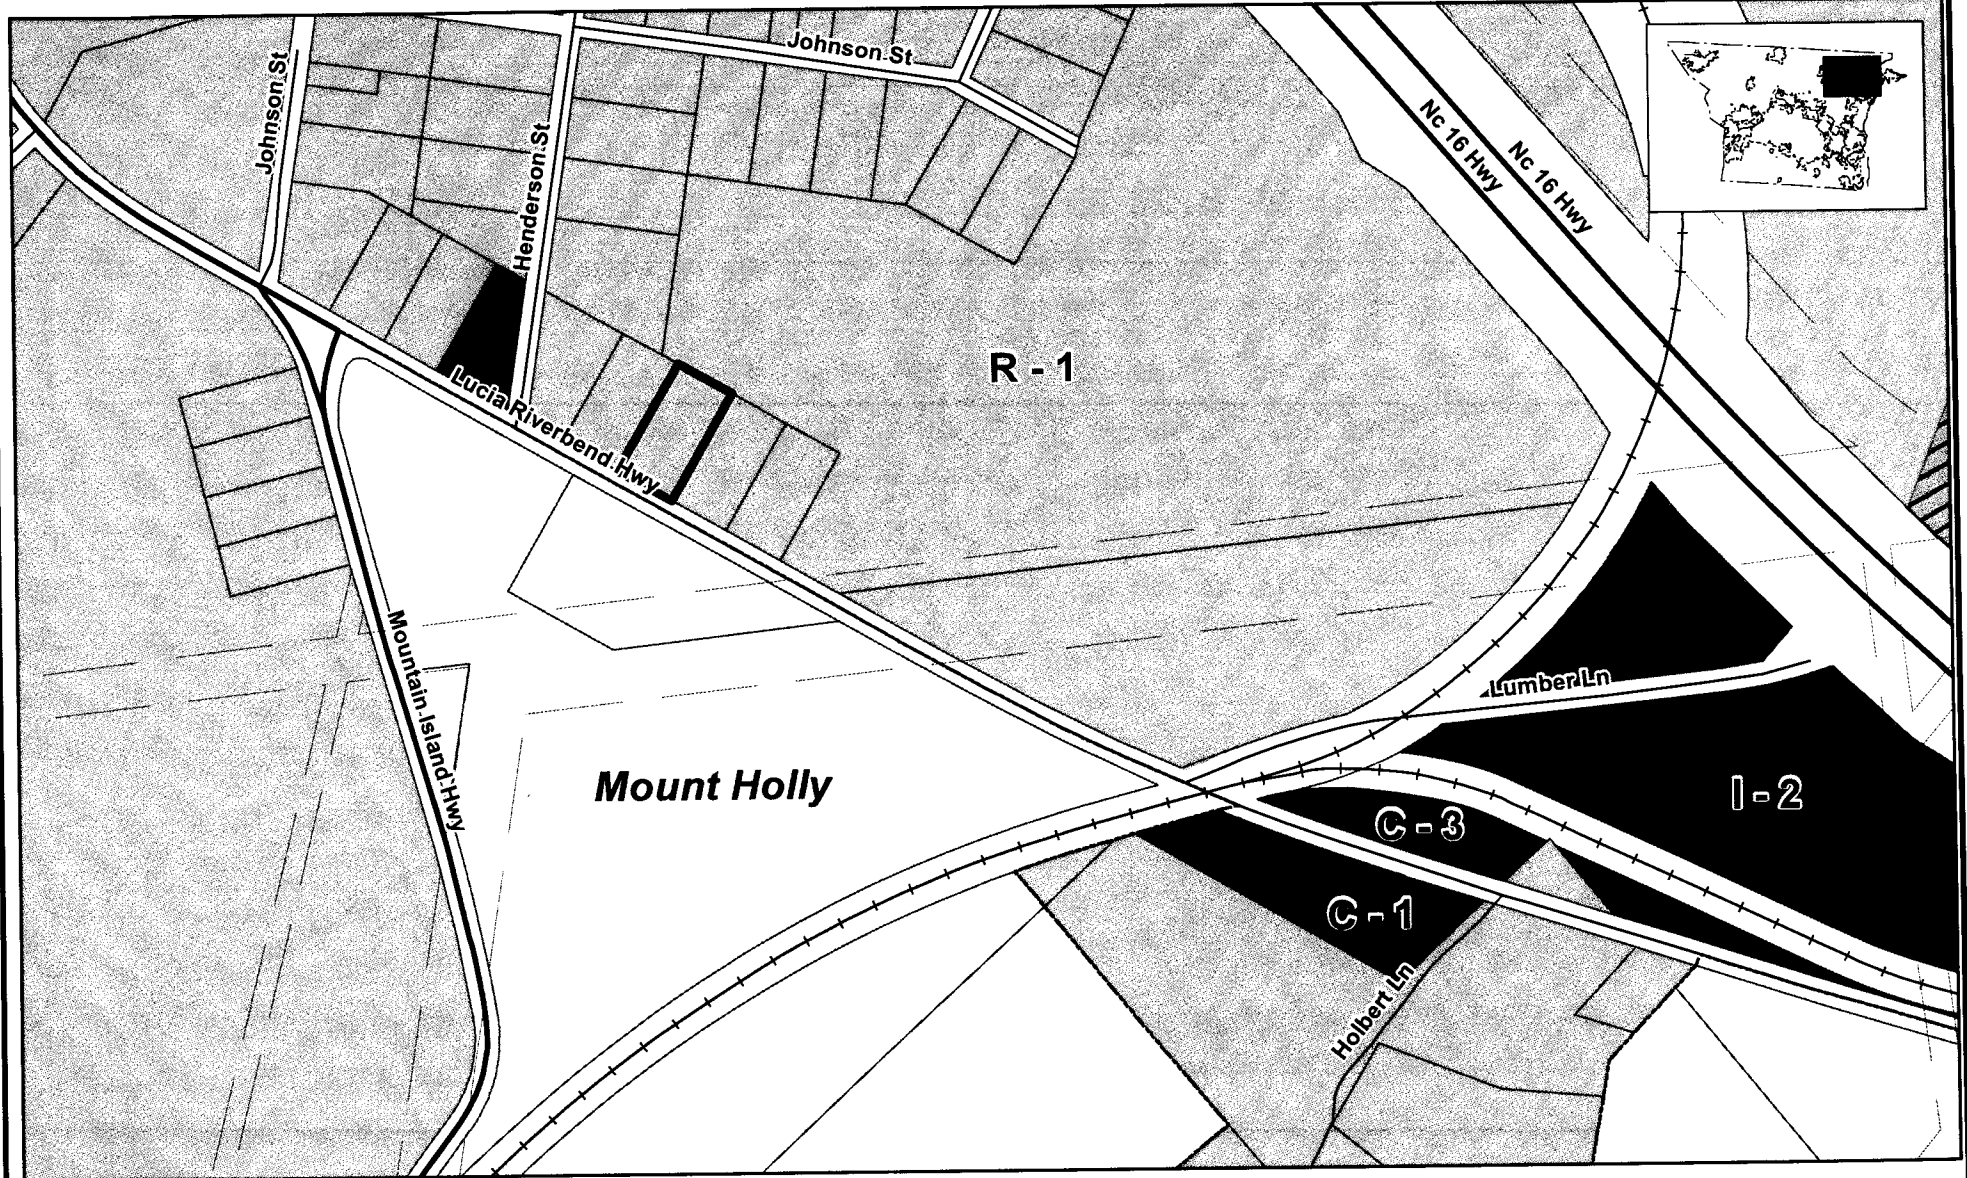 Johnson St
Johnson St
Henderson St
Nc 16 Hwy
Nc 16 Hwy
R - 1
Lucia Riverbend Hwy
Mountain Island Hwy
Lumber Ln
Mount Holly
I - 2
C - 3
C - 1
Holbert Ln